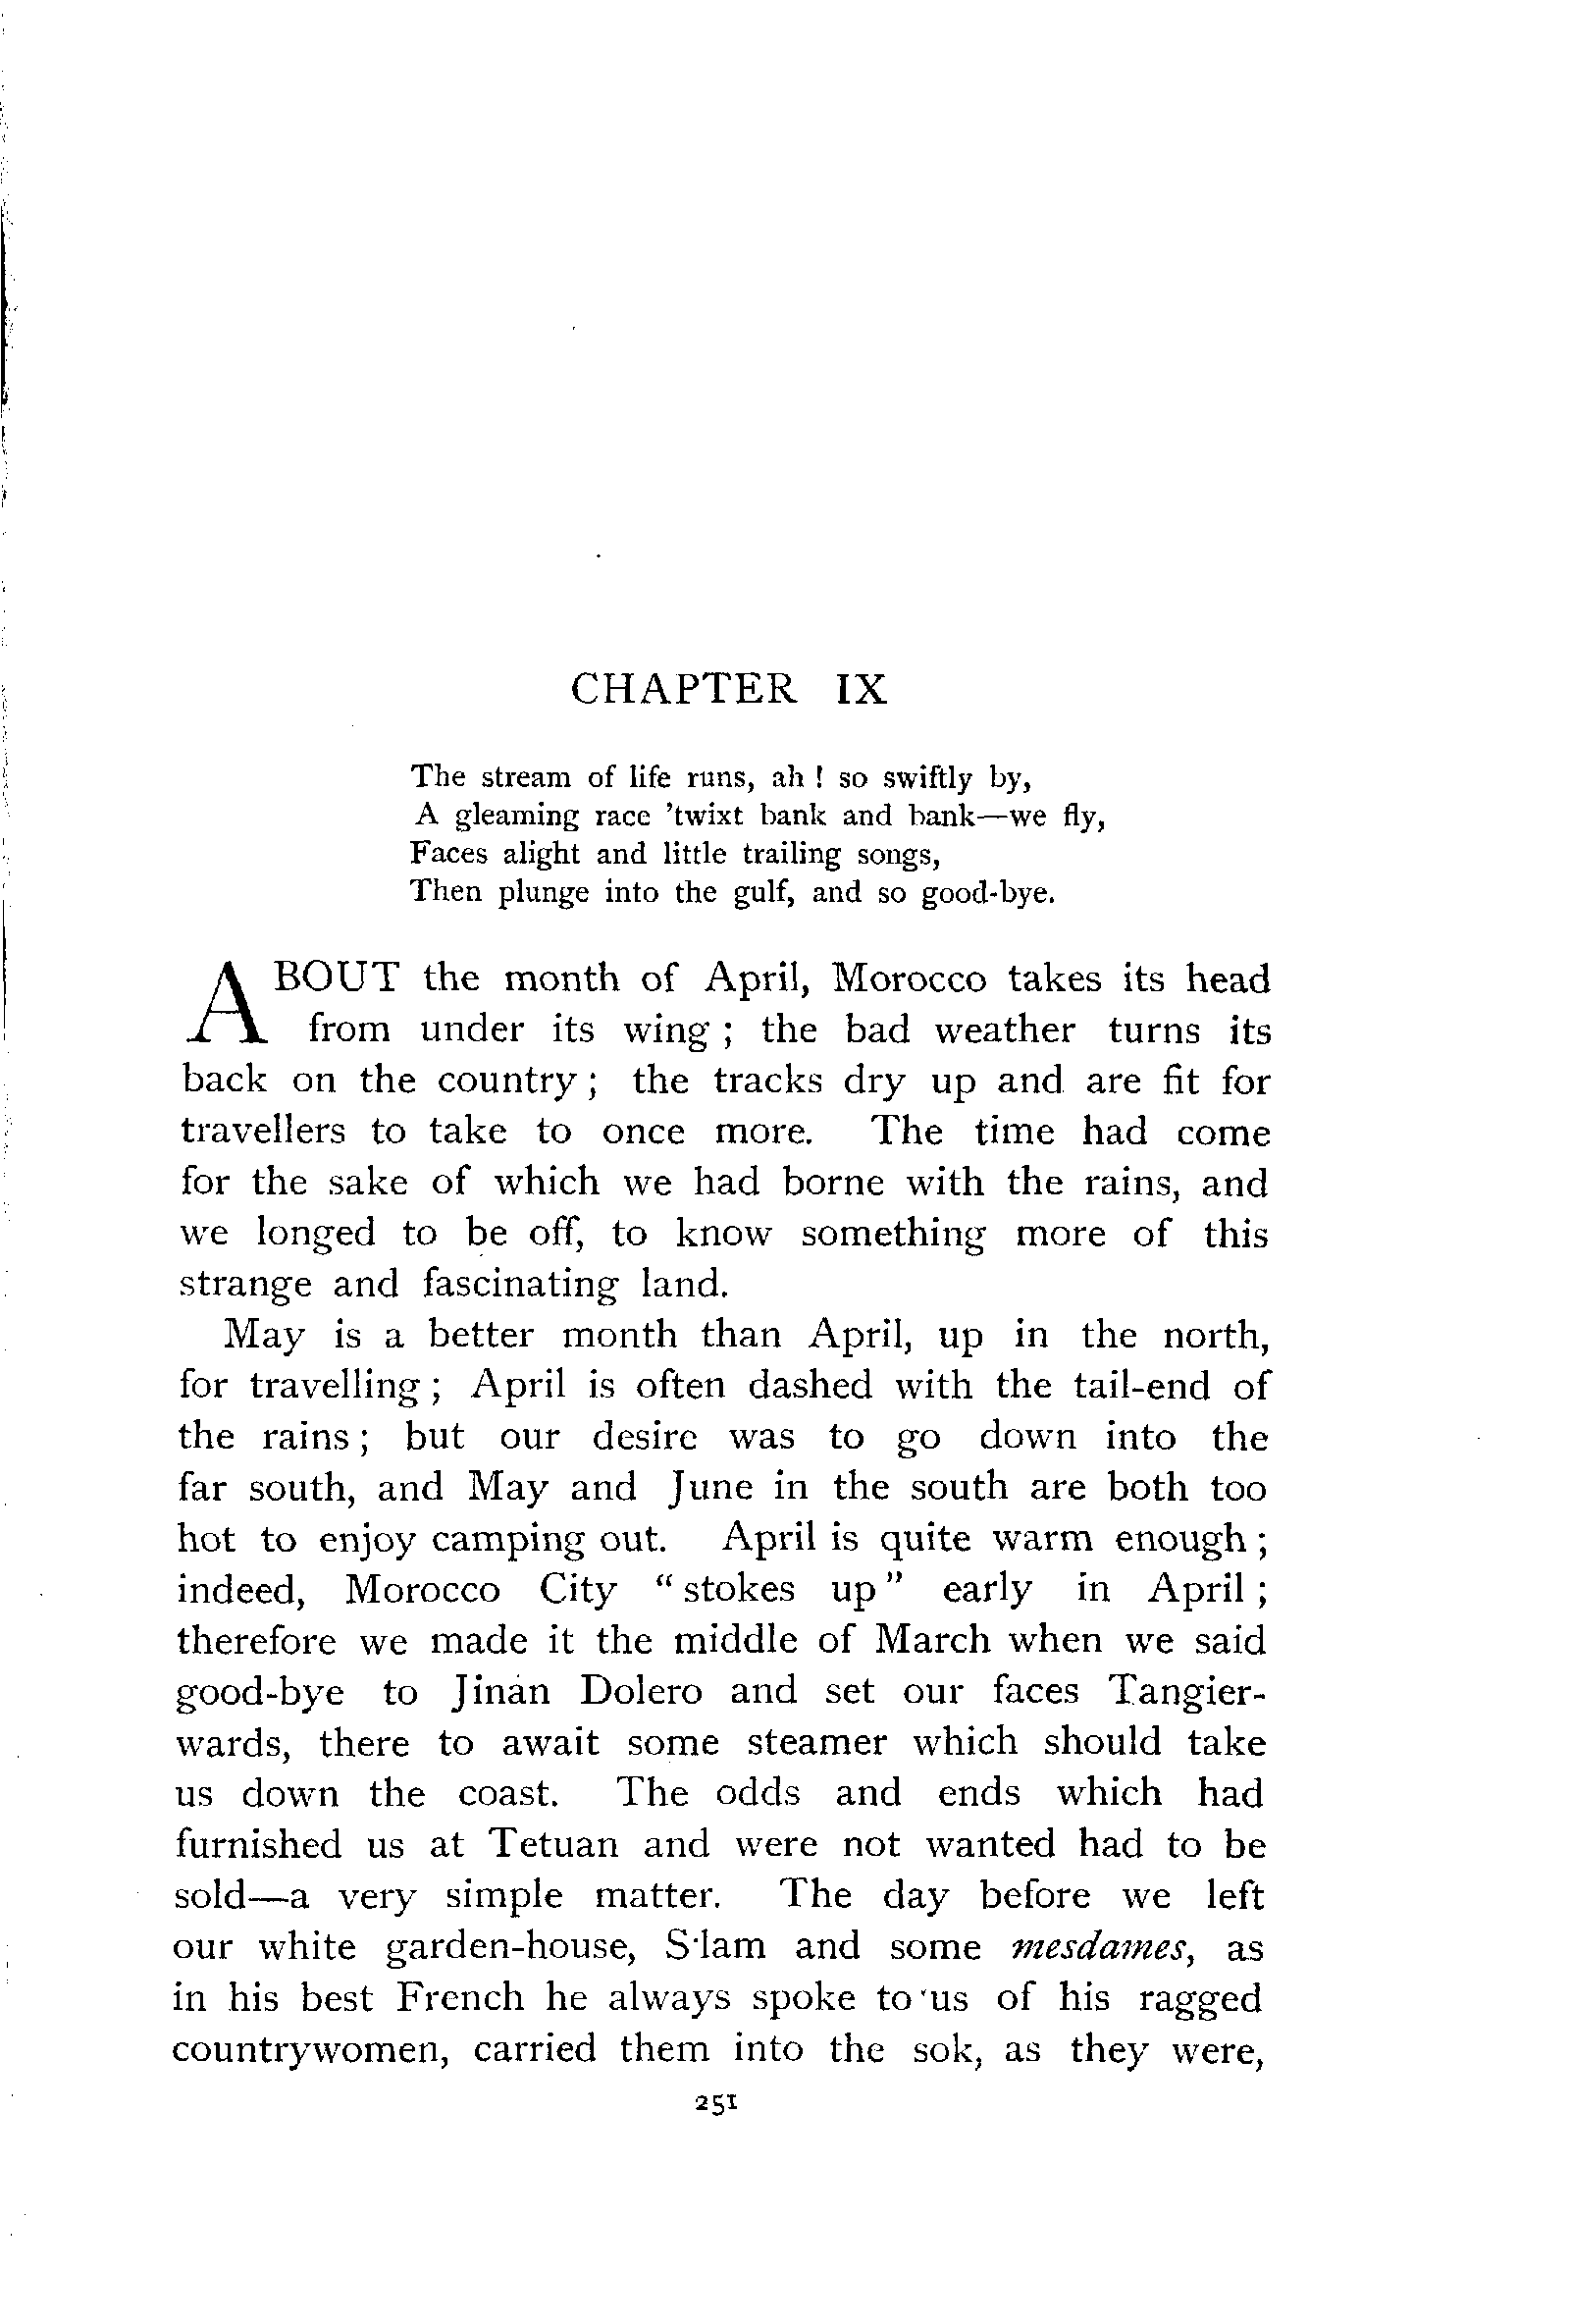 CHAPTER IX
The stream of life runs, ah! so swiftly by,
A gleaming race 'twixt bank and bank—we fly,
Faces alight and little trailing songs,
Then plunge into the gulf, and so good-bye.
ABOUT the month of April, Morocco takes its head
from under its wing; the bad weather turns its
back on the country; the tracks dry up and are fit for
travellers to take to once more. The time had come
for the sake of which we had borne with the rains, and
we longed to be off, to know something more of this
strange and fascinating land.
May is a better month than April, up in the north,
for travelling; April is often dashed with the tail-end of
the rains; but our desire was to go down into the
far south, and May and June in the south are both too
hot to enjoy camping out. April is quite warm enough;
indeed, Morocco City "stokes up" early in April;
therefore we made it the middle of March when we said
good-bye to Jinan Dolero and set our faces Tangier-
wards, there to await some steamer which should take
us down the coast. The odds and ends which had
furnished us at Tetuan and were not wanted had to be
sold—a very simple matter. The day before we left
our white garden-house, S'lam and some mesdames, as
in his best French he always spoke to us of his ragged
countrywomen, carried them into the sok, as they were,
251